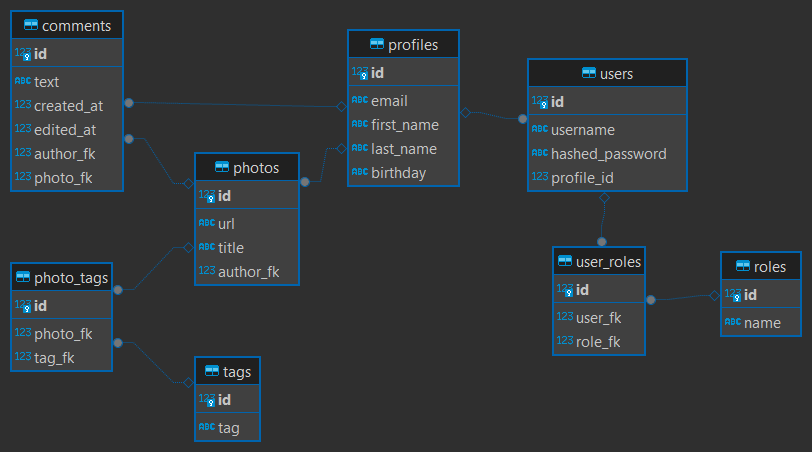 comments
123 id
ABC text
123 created_at
123 edited_at
123 author_fk
123 photo_fk
profiles
123 id
ABC email
ABC first_name
ABC last_name
ABC birthday
users
123 id
ABC username
ABC hashed_password
123 profile_id
photos
123 id
ABC url
ABC title
123 author_fk
photo_tags
123 id
123 photo_fk
123 tag_fk
tags
123 id
ABC tag
user_roles
123 id
123 user_fk
123 role_fk
roles
123 id
ABC name